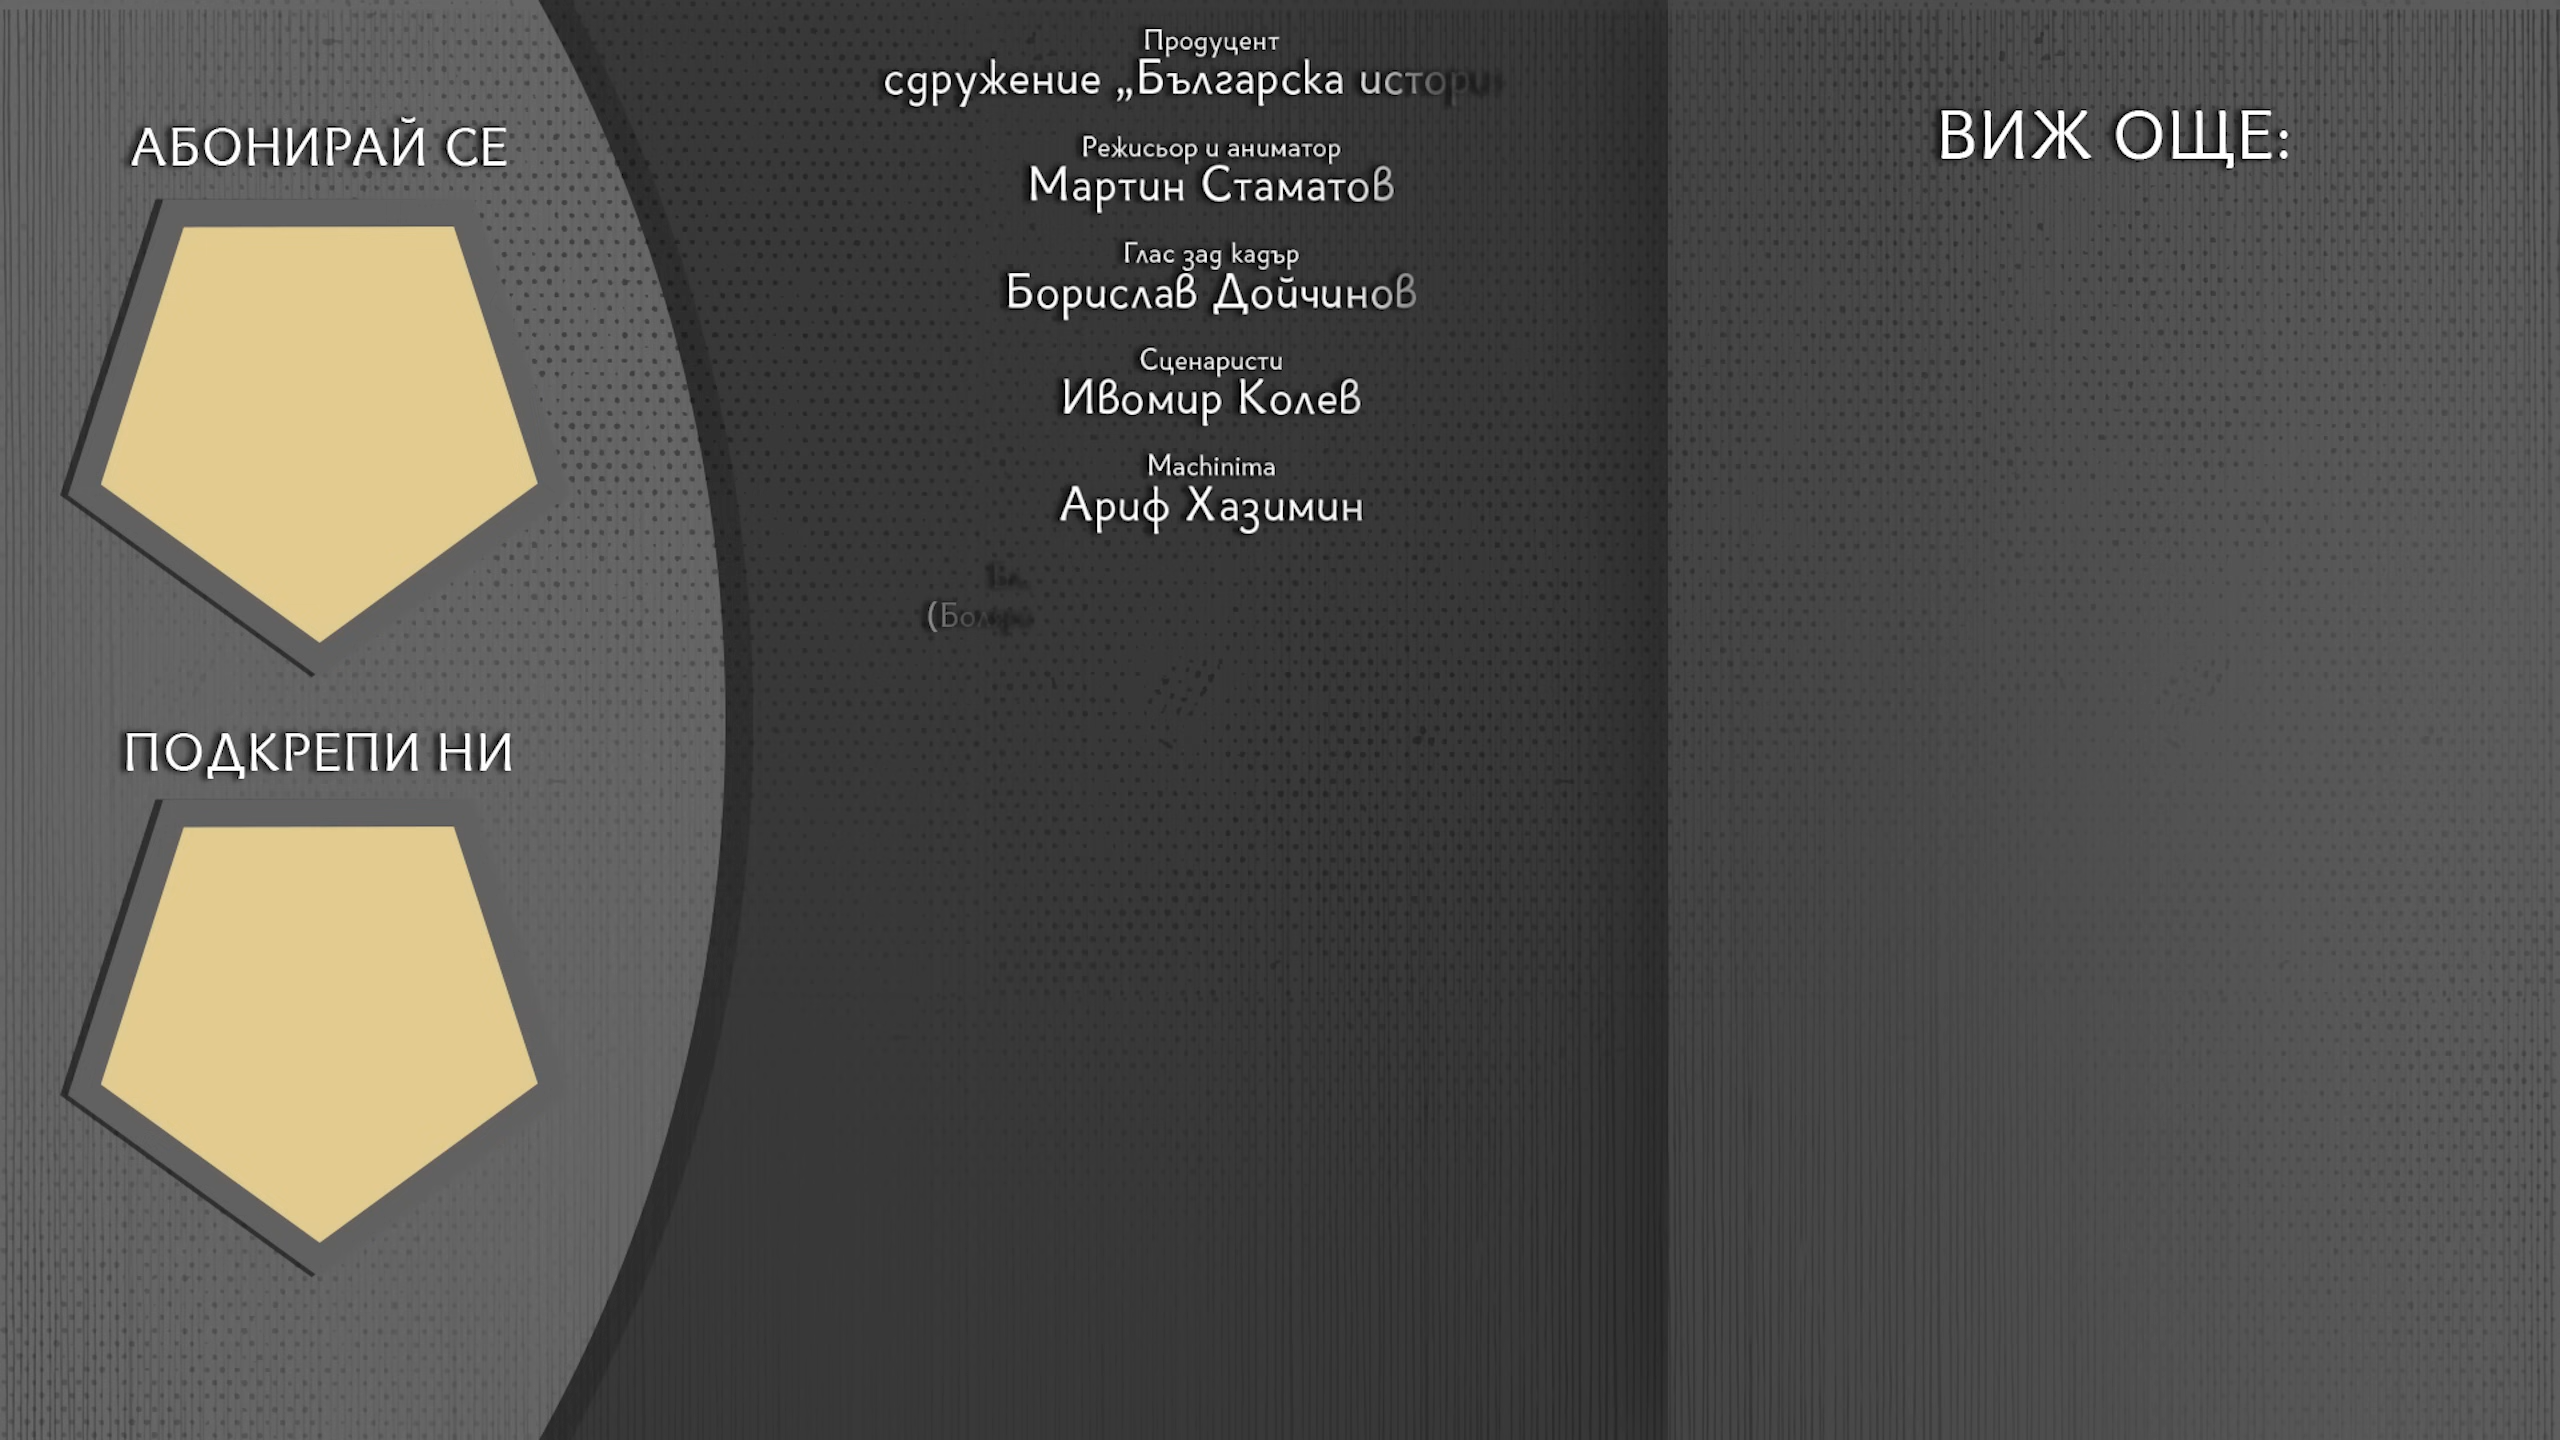 АБОНИРАЙ СЕ
ПОДКРЕПИ НИ
Продуцент
сдружение „Българска
Режисьор и аниматор
Мартин Стаматов
Глас зад кадър
Борислав Дойчинов
Сценаристи
Ивомир Колев
Machinima
Ариф Хазимин
ВИЖ ОЩЕ: